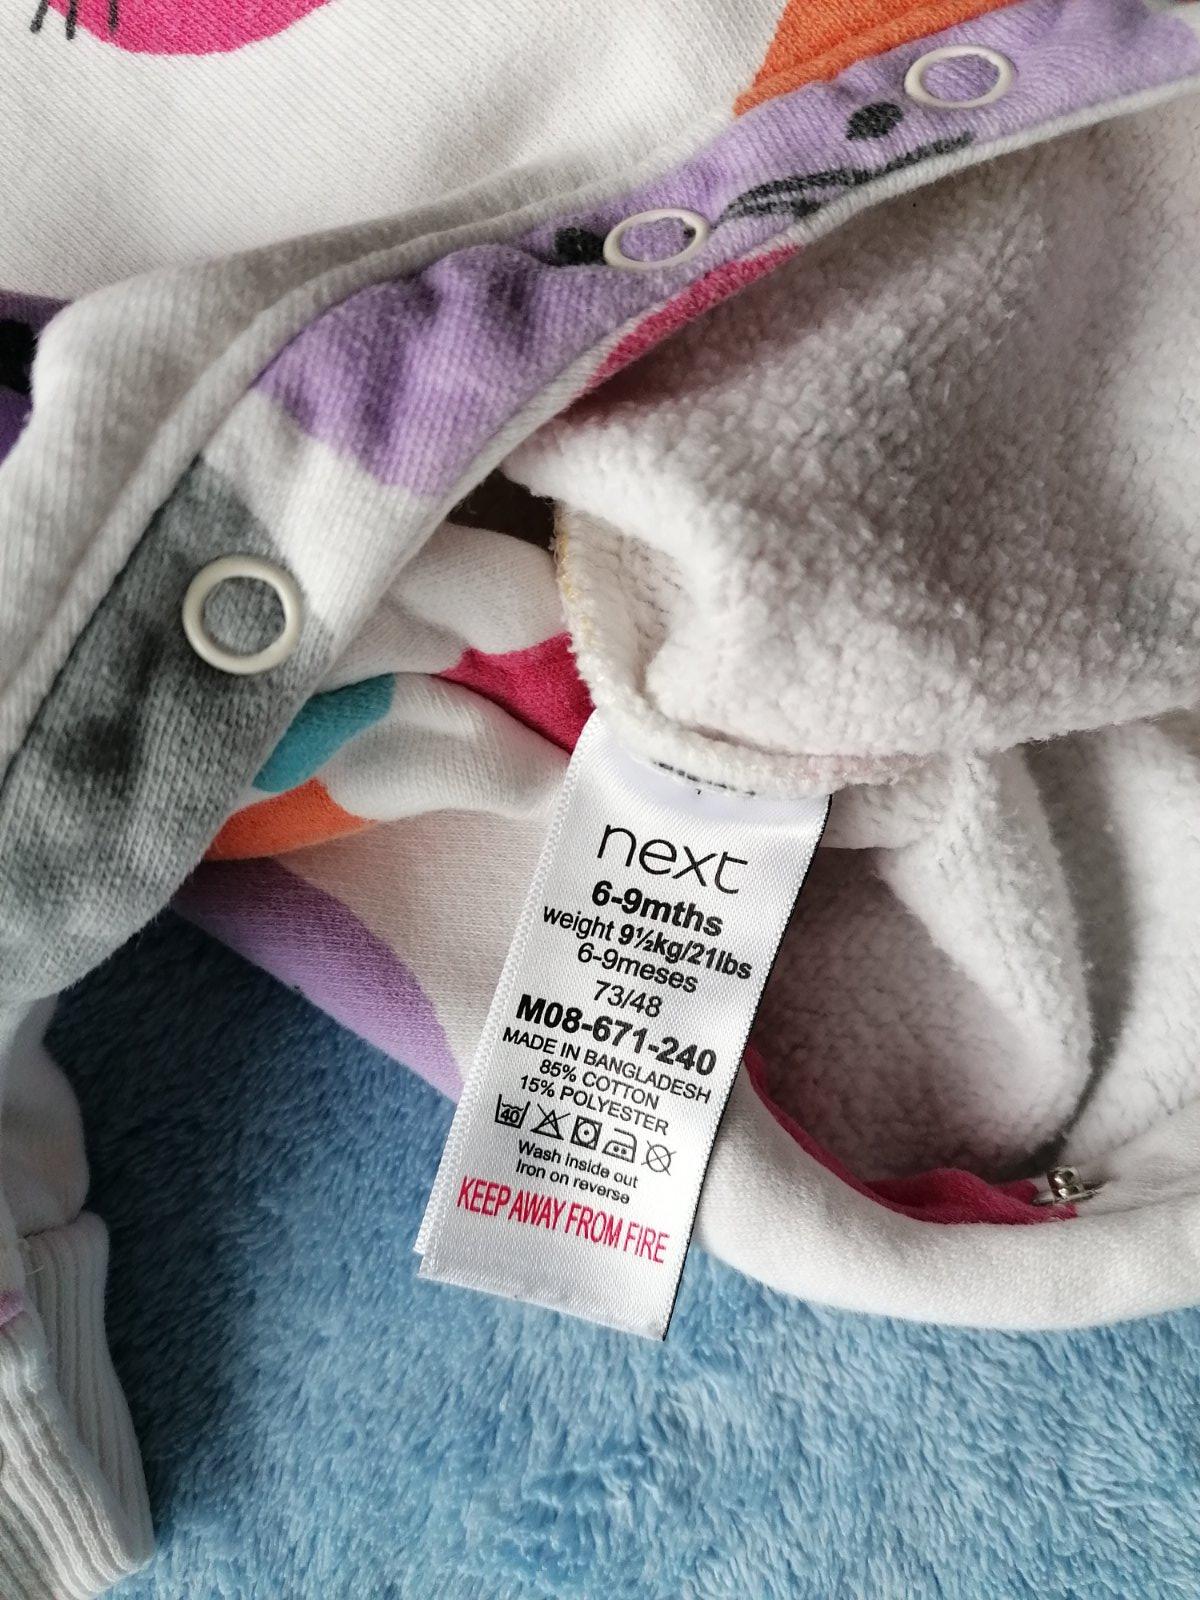 next
6-9mths
weight 9½kg/21lbs
6-9meses
73/48
M08-671-240
MADE IN BANGLADESH
85% COTTON
15% POLYESTER
40
Wash inside out
Iron on reverse
KEEP AWAY FROM FIRE